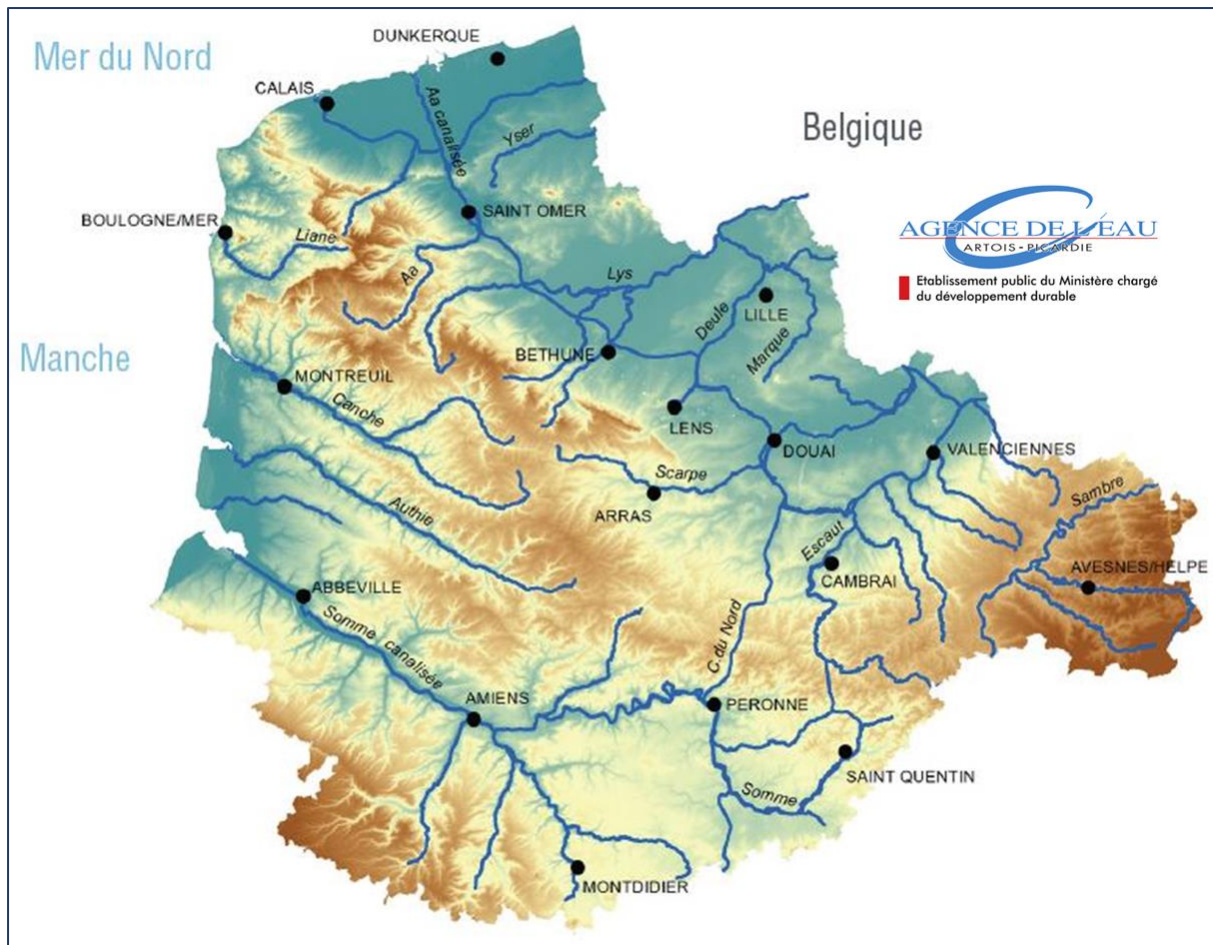 DUNKERQUE
Mer du Nord
CALAIS
Aa canalisée
Yser
Belgique
BOULOGNE/MER
SAINT OMER
Liane
AGENCE DE L'EAU
ARTOIS - PICARDIE
Etablissement public du Ministère chargé
du développement durable
Aa
Lys
Deule
LILLE
Manche
BETHUNE
Marque
MONTREUIL
Canche
LENS
DOUAI
VALENCIENNES
Scarpe
Sambre
ARRAS
Authie
Escaut
CAMBRAI
AVESNES/HELPE
ABBEVILLE
Somme canalisée
C.du Nord
AMIENS
PERONNE
SAINT QUENTIN
Somme
MONTDIDIER